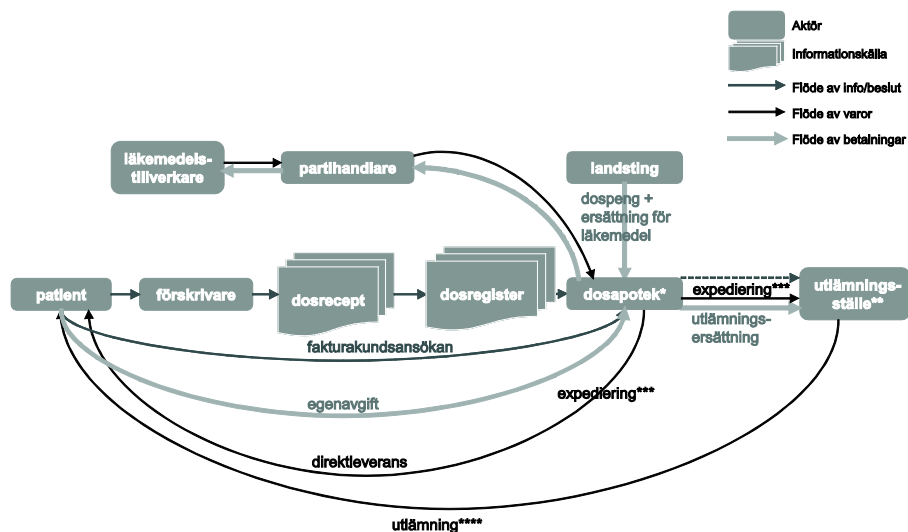 Aktör
Informationskälla
Flöde av info/beslut
Flöde av varor
Flöde av betalningar
läkemedels-
tillverkare
partihandlare
landsting
dospeng +
ersättning för
läkemedel
patient
förskrivare
dosrecept
dosregister
dosapotek*
expediering***
utlämnings-
ställe**
utlämnings-
ersättning
fakturakundsansökan
egenavgift
expediering***
direktleverans
utlämning****